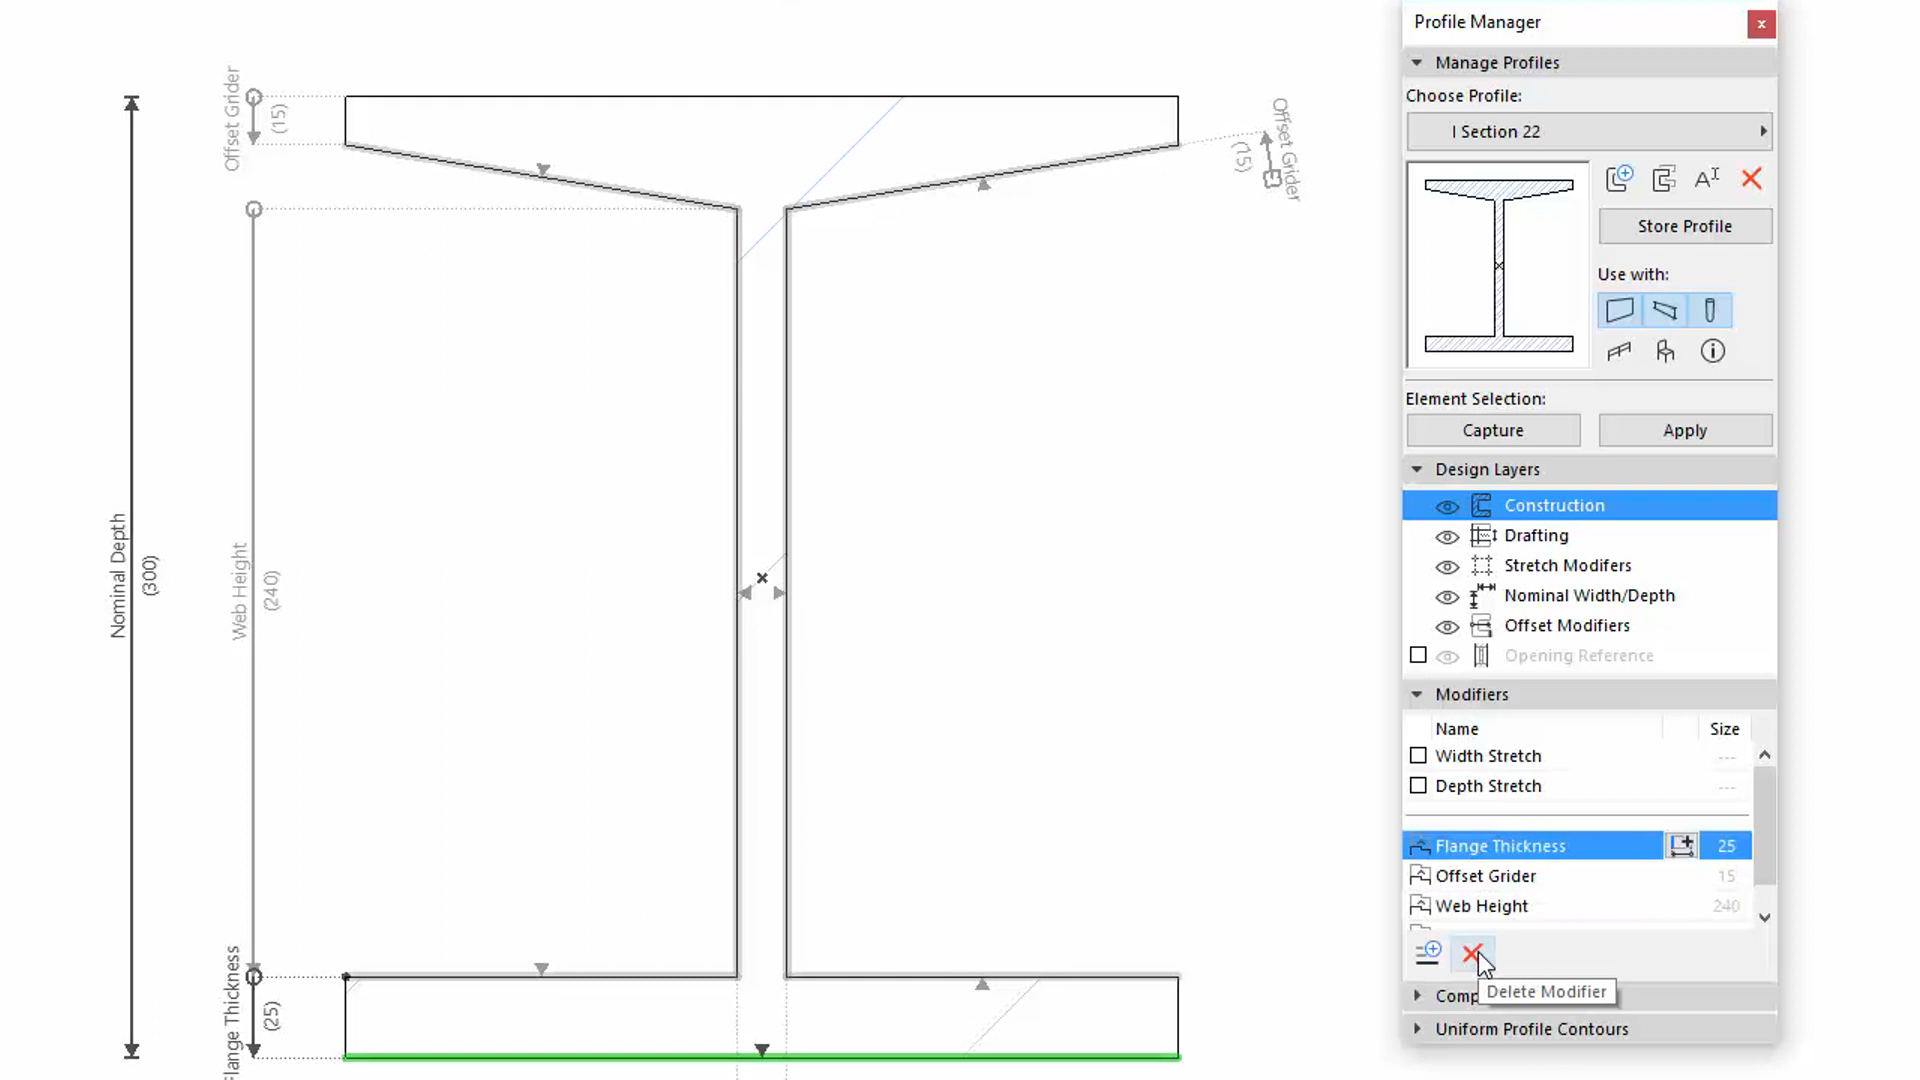 Offset Grider
(15)
Offset Grider
(15)
Nominal Depth
(300)
Web Height
(240)
Flange Thickness
(25)
Profile Manager
x
Manage Profiles
Choose Profile:
I Section 22
Store Profile
Use with:
Element Selection:
Capture
Apply
Design Layers
Construction
Drafting
Stretch Modifers
Nominal Width/Depth
Offset Modifiers
Opening Reference
Modifiers
Name Size
Width Stretch ---
Depth Stretch ---
Flange Thickness 25
Offset Grider 15
Web Height 240
Comp
Delete Modifier
Uniform Profile Contours